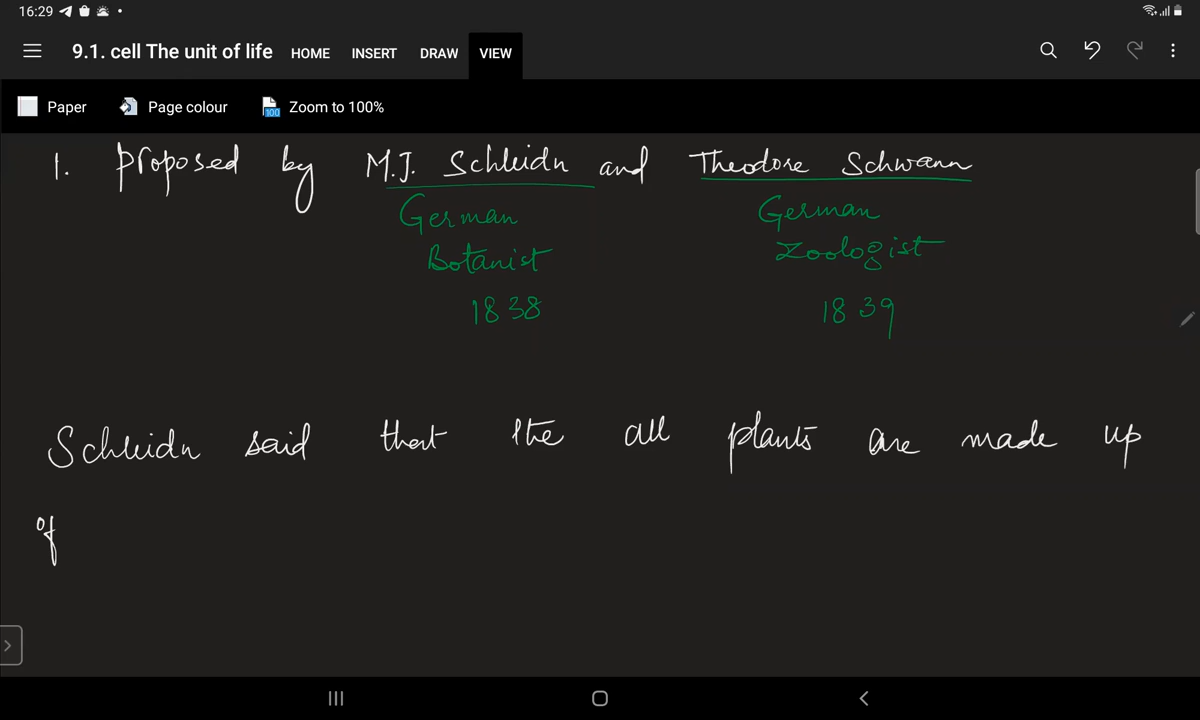 16:29
9.1. cell The unit of life HOME INSERT DRAW VIEW
Paper Page colour 100 Zoom to 100%
1. Proposed by M.J. Schleidn and Theodore Schwann
German German
Botanist Zoologist
1838 1839
Schleidn said that the all plants are made up
of